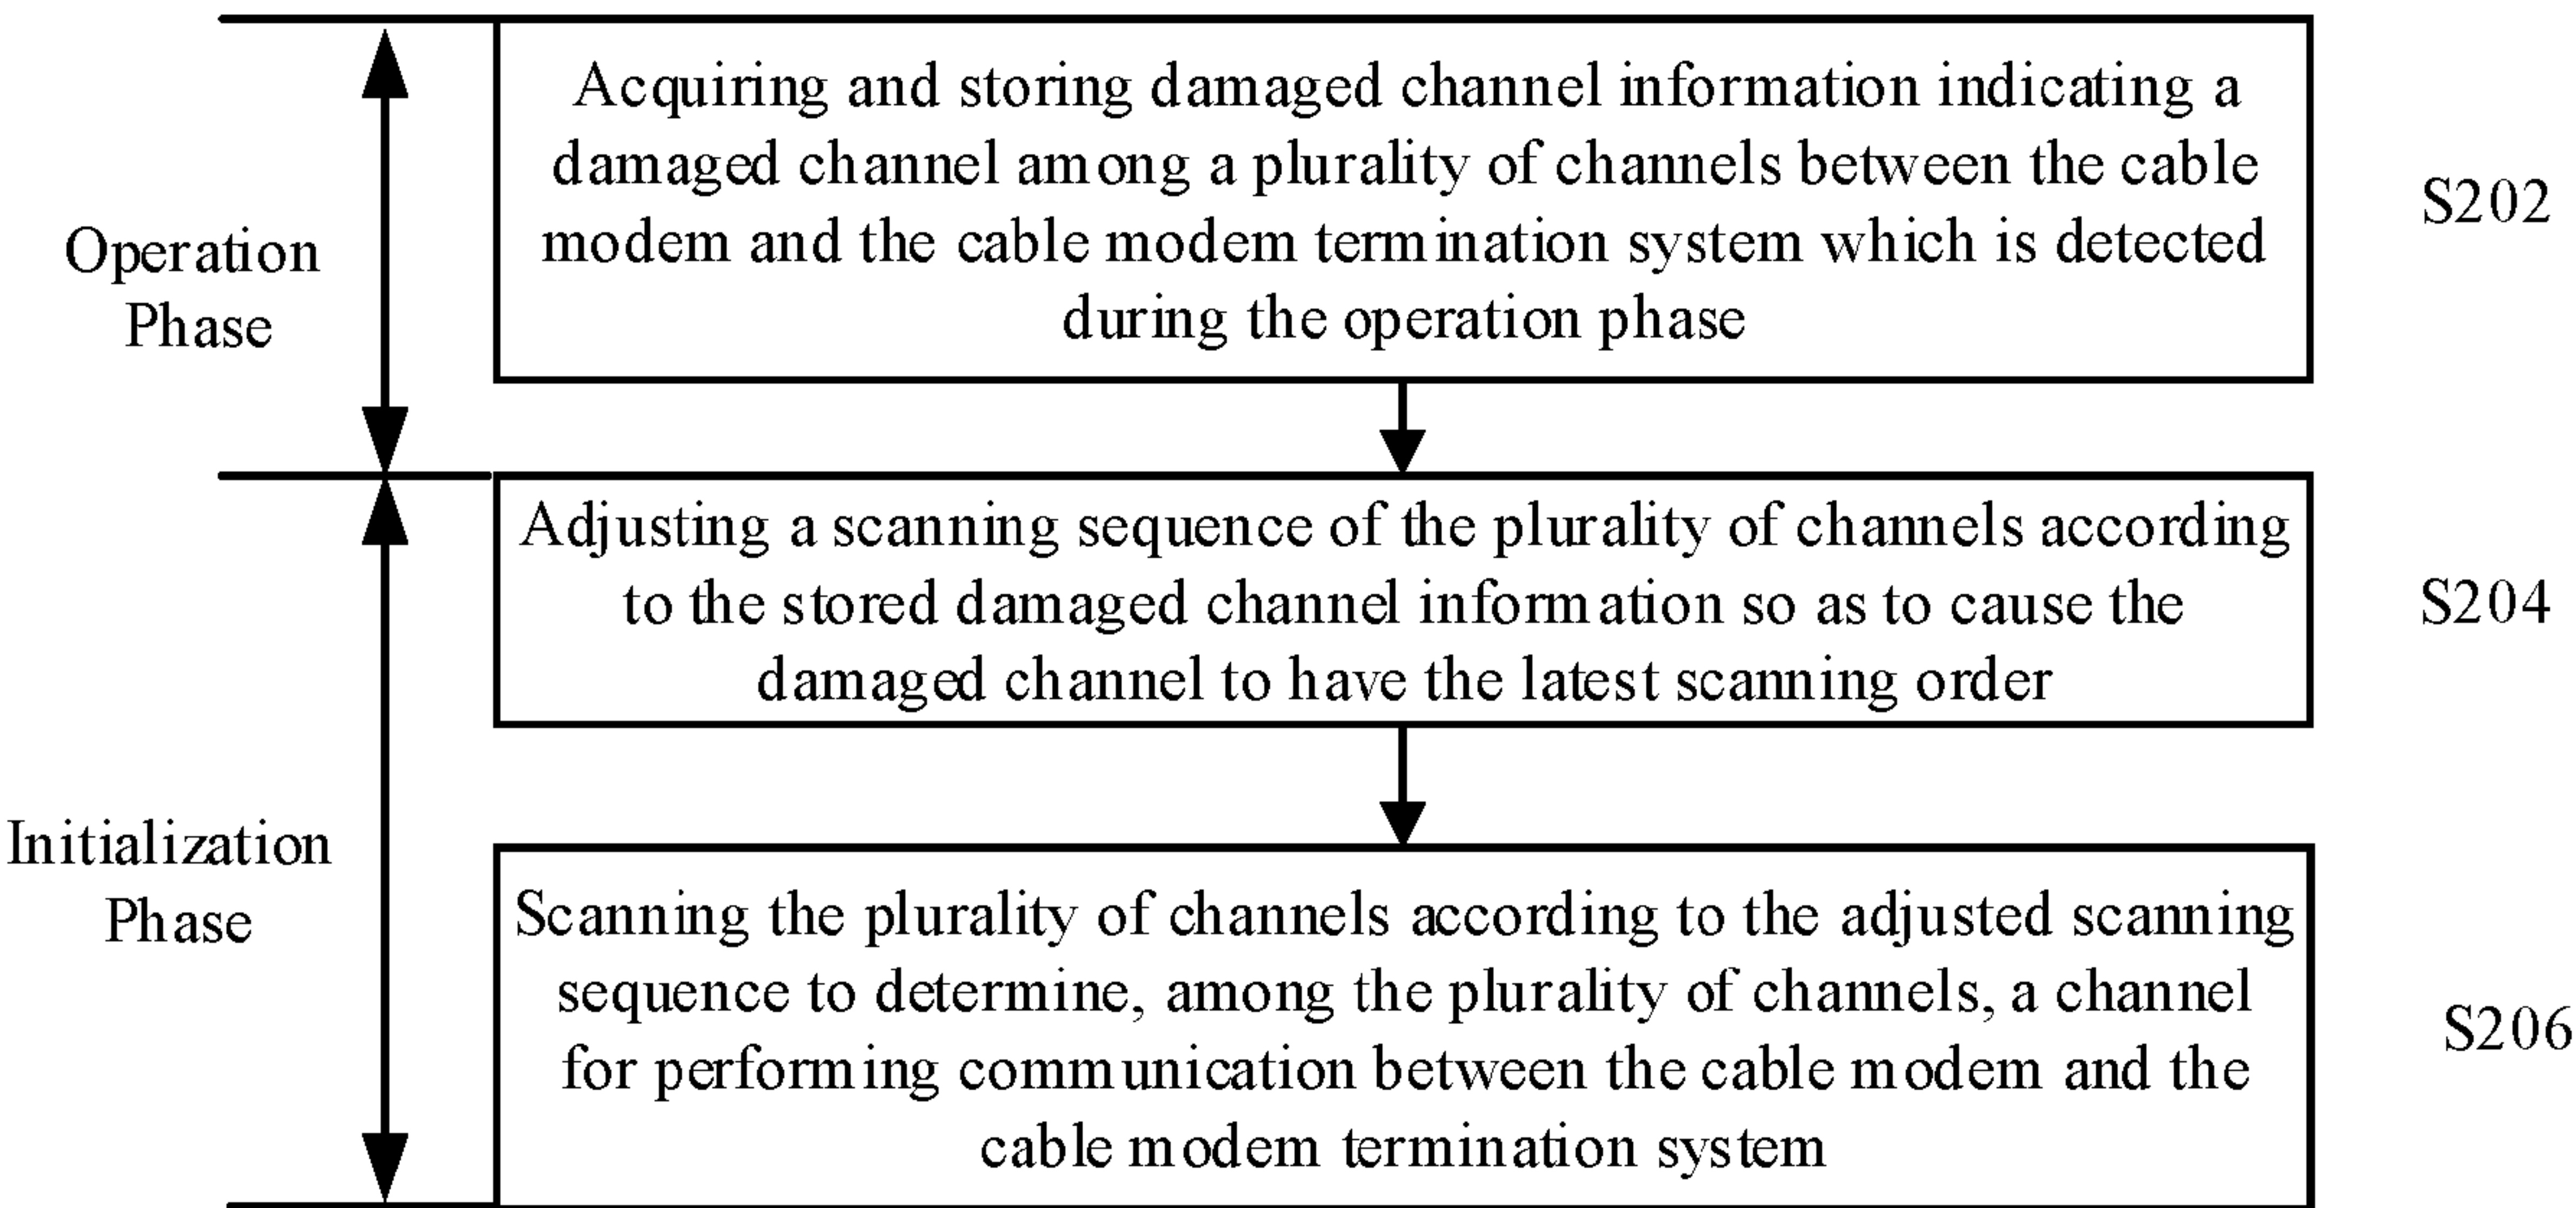 Operation
Phase
Acquiring and storing damaged channel information indicating a
damaged channel among a plurality of channels between the cable
modem and the cable modem termination system which is detected
during the operation phase
S202
Adjusting a scanning sequence of the plurality of channels according
to the stored damaged channel information so as to cause the
damaged channel to have the latest scanning order
S204
Initialization
Phase
Scanning the plurality of channels according to the adjusted scanning
sequence to determine, among the plurality of channels, a channel
for performing communication between the cable modem and the
cable modem termination system
S206